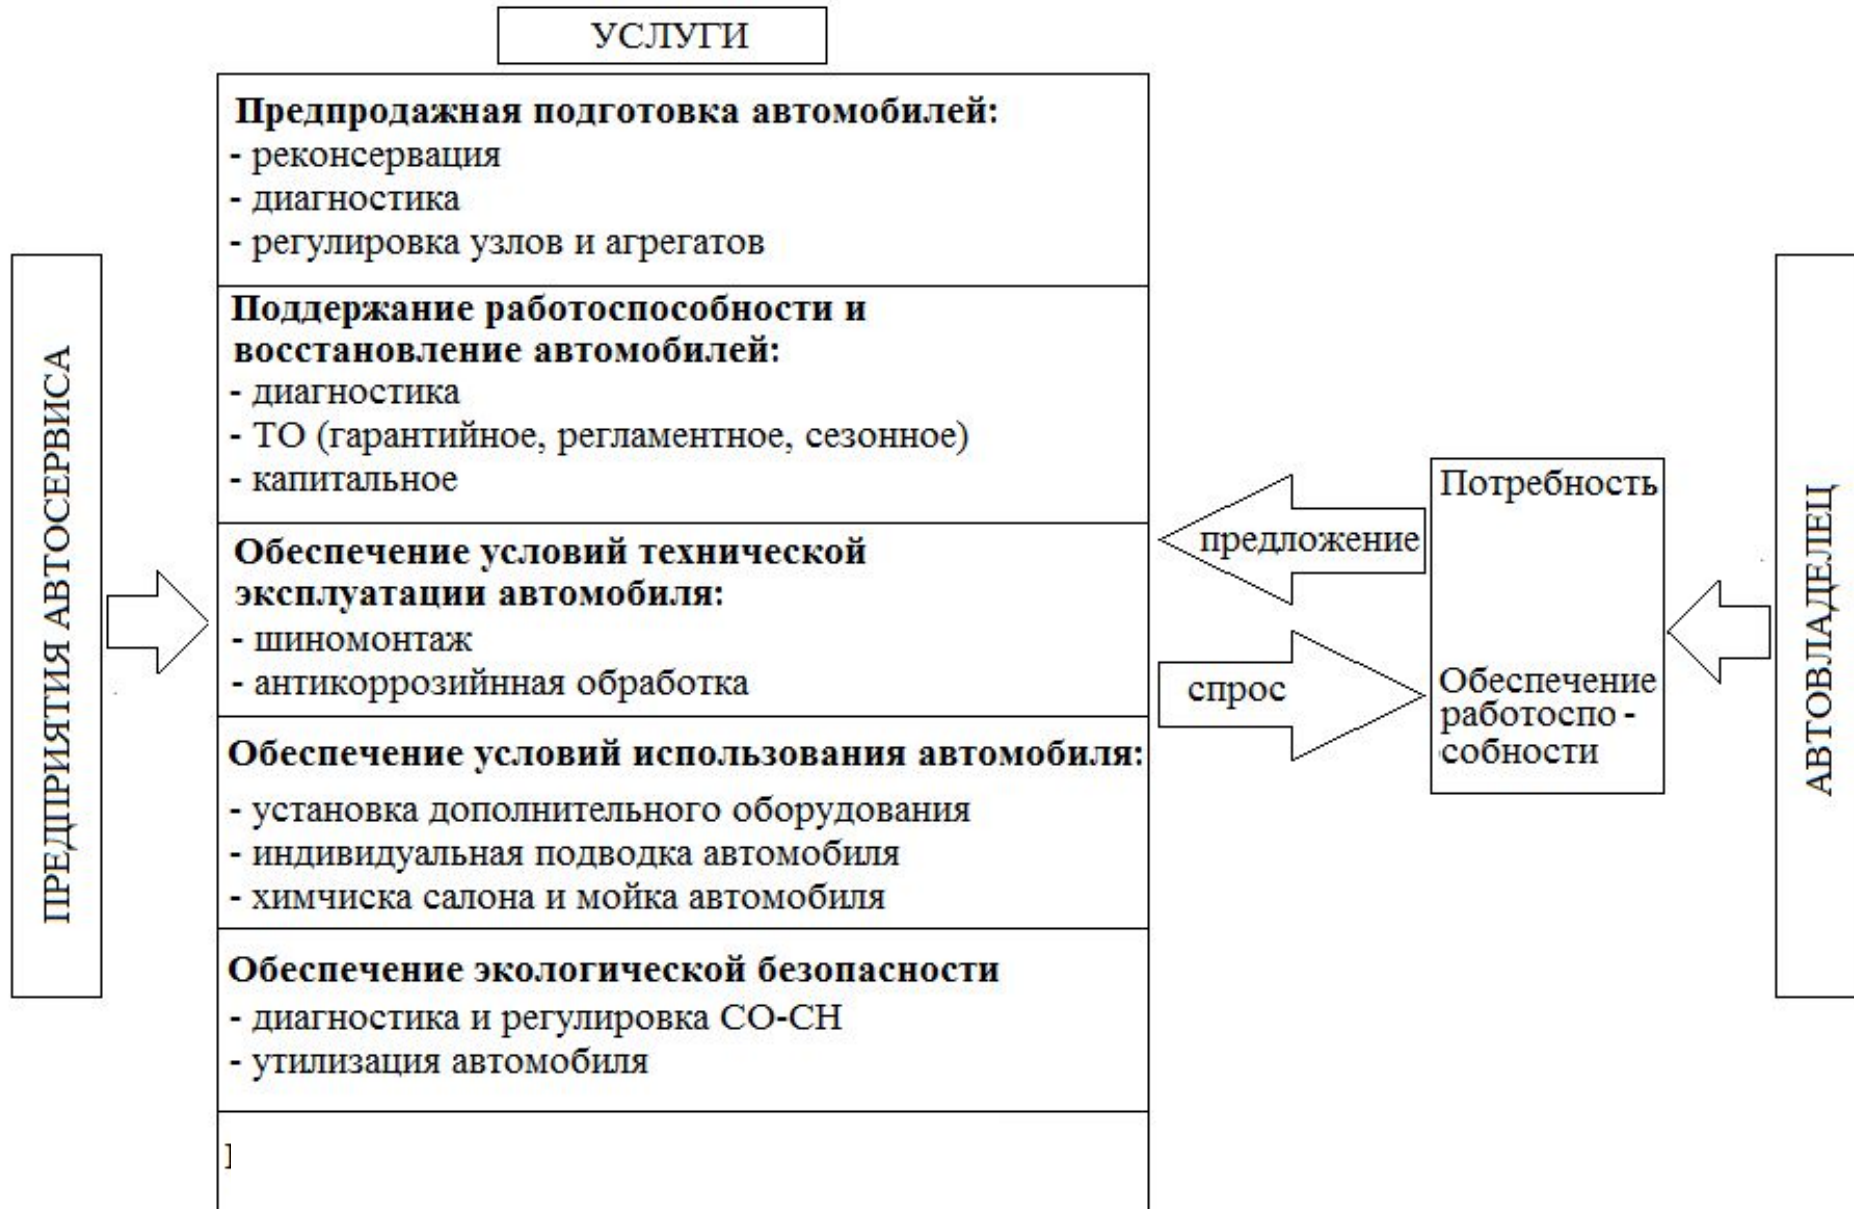 УСЛУГИ
ПРЕДПРИЯТИЯ АВТОСЕРВИСА
Предпродажная подготовка автомобилей:
- реконсервация
- диагностика
- регулировка узлов и агрегатов
Поддержание работоспособности и
восстановление автомобилей:
- диагностика
- ТО (гарантийное, регламентное, сезонное)
- капитальное
Обеспечение условий технической
эксплуатации автомобиля:
- шиномонтаж
- антикоррозийнная обработка
Обеспечение условий использования автомобиля:
- установка дополнительного оборудования
- индивидуальная подводка автомобиля
- химчиска салона и мойка автомобиля
Обеспечение экологической безопасности
- диагностика и регулировка СО-СН
- утилизация автомобиля
предложение
спрос
Потребность
Обеспечение
работоспо -
собности
АВТОВЛАДЕЛЕЦ